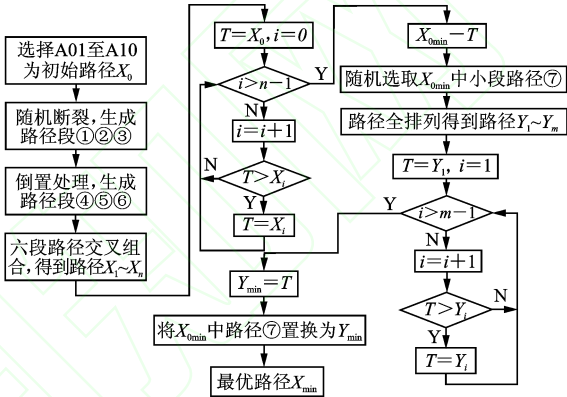 选择A01至A10
为初始路径X₀
随机断裂,生成
路径段①②③
倒置处理,生成
路径段④⑤⑥
六段路径交叉组
合,得到路径X₁~Xₙ
T=X₀,i=0
i>n-1
Y
N
i=i+1
T>Xᵢ
N
Y
T=Xᵢ
X₀min-T
随机选取X₀min中小段路径⑦
路径全排列得到路径Y₁~Yₘ
T=Y₁, i=1
i>m-1
Y
N
i=i+1
T>Yᵢ
N
Y
T=Yᵢ
Ymin=T
将X₀min中路径⑦置换为Ymin
最优路径Xmin